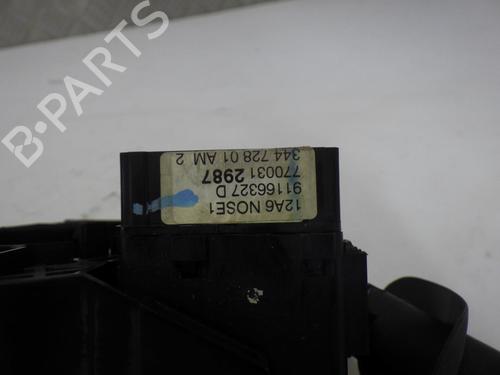 12A6 NOSE1
91166327 D
770031 2987
344 728 01 AM 2
B-PARTS